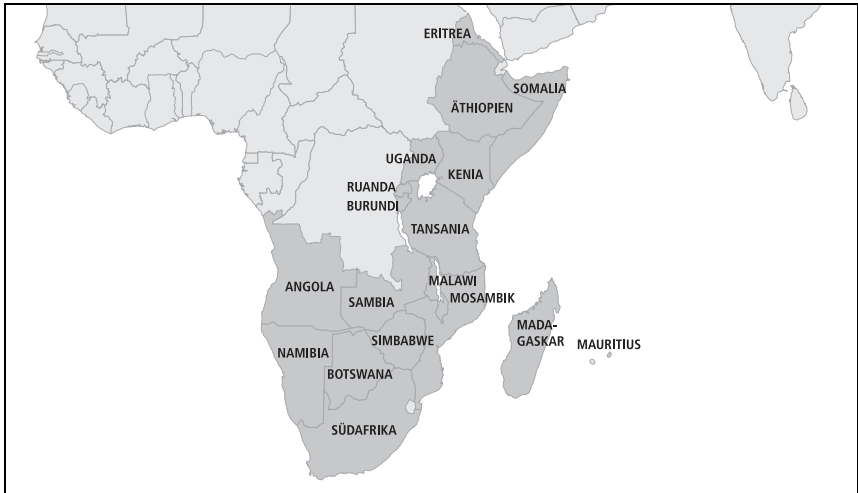 ERITREA
SOMALIA
ÄTHIOPIEN
UGANDA
KENIA
RUANDA
BURUNDI
TANSANIA
MALAWI
ANGOLA
MOSAMBIK
SAMBIA
MADA-
GASKAR
SIMBABWE
MAURITIUS
NAMIBIA
BOTSWANA
SÜDAFRIKA